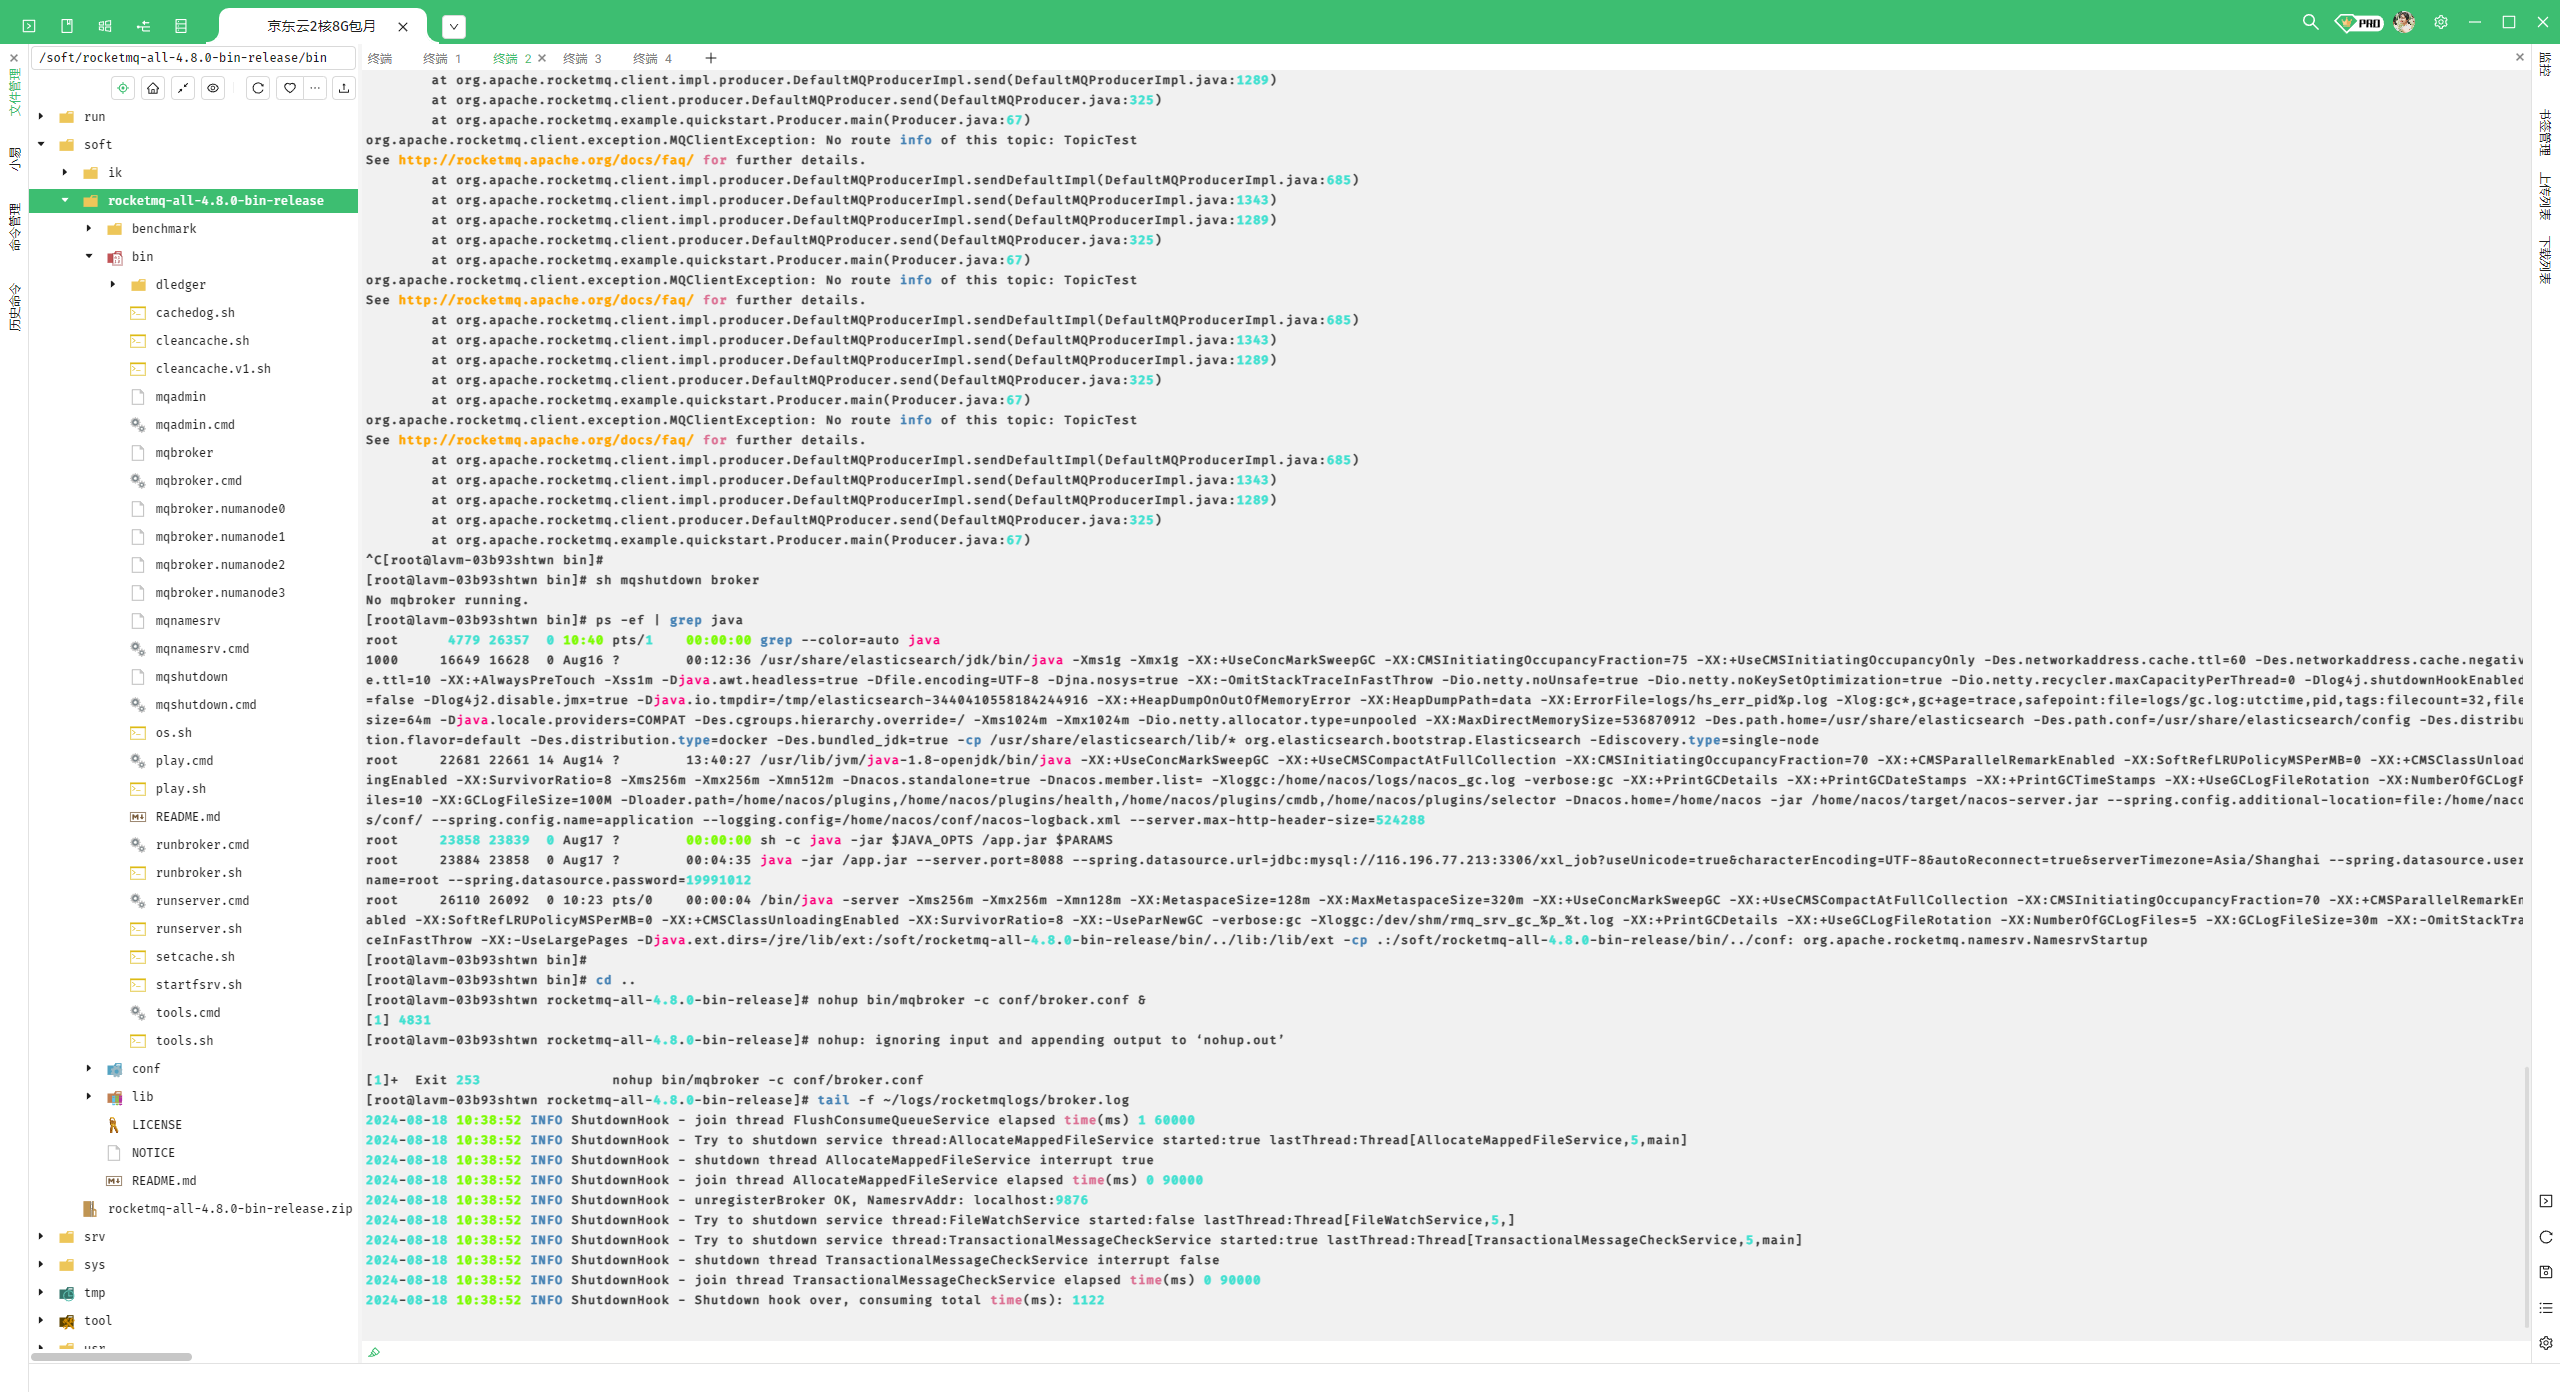 京东云2核8G包月
PRO
/soft/rocketmq-all-4.8.0-bin-release/bin
文件管理
小易
命令管理
历史命令
run
soft
ik
rocketmq-all-4.8.0-bin-release
benchmark
bin
dledger
cachedog.sh
cleancache.sh
cleancache.v1.sh
mqadmin
mqadmin.cmd
mqbroker
mqbroker.cmd
mqbroker.numanode0
mqbroker.numanode1
mqbroker.numanode2
mqbroker.numanode3
mqnamesrv
mqnamesrv.cmd
mqshutdown
mqshutdown.cmd
os.sh
play.cmd
play.sh
README.md
runbroker.cmd
runbroker.sh
runserver.cmd
runserver.sh
setcache.sh
startfsrv.sh
tools.cmd
tools.sh
conf
lib
LICENSE
NOTICE
README.md
rocketmq-all-4.8.0-bin-release.zip
srv
sys
tmp
tool
usr
终端 终端 1 终端 2 终端 3 终端 4
at org.apache.rocketmq.client.impl.producer.DefaultMQProducerImpl.send(DefaultMQProducerImpl.java:1289)
at org.apache.rocketmq.client.producer.DefaultMQProducer.send(DefaultMQProducer.java:325)
at org.apache.rocketmq.example.quickstart.Producer.main(Producer.java:67)
org.apache.rocketmq.client.exception.MQClientException: No route info of this topic: TopicTest
See http://rocketmq.apache.org/docs/faq/ for further details.
at org.apache.rocketmq.client.impl.producer.DefaultMQProducerImpl.sendDefaultImpl(DefaultMQProducerImpl.java:685)
at org.apache.rocketmq.client.impl.producer.DefaultMQProducerImpl.send(DefaultMQProducerImpl.java:1343)
at org.apache.rocketmq.client.impl.producer.DefaultMQProducerImpl.send(DefaultMQProducerImpl.java:1289)
at org.apache.rocketmq.client.producer.DefaultMQProducer.send(DefaultMQProducer.java:325)
at org.apache.rocketmq.example.quickstart.Producer.main(Producer.java:67)
org.apache.rocketmq.client.exception.MQClientException: No route info of this topic: TopicTest
See http://rocketmq.apache.org/docs/faq/ for further details.
at org.apache.rocketmq.client.impl.producer.DefaultMQProducerImpl.sendDefaultImpl(DefaultMQProducerImpl.java:685)
at org.apache.rocketmq.client.impl.producer.DefaultMQProducerImpl.send(DefaultMQProducerImpl.java:1343)
at org.apache.rocketmq.client.impl.producer.DefaultMQProducerImpl.send(DefaultMQProducerImpl.java:1289)
at org.apache.rocketmq.client.producer.DefaultMQProducer.send(DefaultMQProducer.java:325)
at org.apache.rocketmq.example.quickstart.Producer.main(Producer.java:67)
org.apache.rocketmq.client.exception.MQClientException: No route info of this topic: TopicTest
See http://rocketmq.apache.org/docs/faq/ for further details.
at org.apache.rocketmq.client.impl.producer.DefaultMQProducerImpl.sendDefaultImpl(DefaultMQProducerImpl.java:685)
at org.apache.rocketmq.client.impl.producer.DefaultMQProducerImpl.send(DefaultMQProducerImpl.java:1343)
at org.apache.rocketmq.client.impl.producer.DefaultMQProducerImpl.send(DefaultMQProducerImpl.java:1289)
at org.apache.rocketmq.client.producer.DefaultMQProducer.send(DefaultMQProducer.java:325)
at org.apache.rocketmq.example.quickstart.Producer.main(Producer.java:67)
^C[root@lavm-03b93shtwn bin]#
[root@lavm-03b93shtwn bin]# sh mqshutdown broker
No mqbroker running.
[root@lavm-03b93shtwn bin]# ps -ef | grep java
root 4779 26357 0 10:40 pts/1 00:00:00 grep --color=auto java
1000 16649 16628 0 Aug16 ? 00:12:36 /usr/share/elasticsearch/jdk/bin/java -Xms1g -Xmx1g -XX:+UseConcMarkSweepGC -XX:CMSInitiatingOccupancyFraction=75 -XX:+UseCMSInitiatingOccupancyOnly -Des.networkaddress.cache.ttl=60 -Des.networkaddress.cache.negativ
e.ttl=10 -XX:+AlwaysPreTouch -Xss1m -Djava.awt.headless=true -Dfile.encoding=UTF-8 -Djna.nosys=true -XX:-OmitStackTraceInFastThrow -Dio.netty.noUnsafe=true -Dio.netty.noKeySetOptimization=true -Dio.netty.recycler.maxCapacityPerThread=0 -Dlog4j.shutdownHookEnabled
=false -Dlog4j2.disable.jmx=true -Djava.io.tmpdir=/tmp/elasticsearch-3440410558184244916 -XX:+HeapDumpOnOutOfMemoryError -XX:HeapDumpPath=data -XX:ErrorFile=logs/hs_err_pid%p.log -Xlog:gc*,gc+age=trace,safepoint:file=logs/gc.log:utctime,pid,tags:filecount=32,file
size=64m -Djava.locale.providers=COMPAT -Des.cgroups.hierarchy.override=/ -Xms1024m -Xmx1024m -Dio.netty.allocator.type=unpooled -XX:MaxDirectMemorySize=536870912 -Des.path.home=/usr/share/elasticsearch -Des.path.conf=/usr/share/elasticsearch/config -Des.distribu
tion.flavor=default -Des.distribution.type=docker -Des.bundled_jdk=true -cp /usr/share/elasticsearch/lib/* org.elasticsearch.bootstrap.Elasticsearch -Ediscovery.type=single-node
root 22681 22661 14 Aug14 ? 13:40:27 /usr/lib/jvm/java-1.8-openjdk/bin/java -XX:+UseConcMarkSweepGC -XX:+UseCMSCompactAtFullCollection -XX:CMSInitiatingOccupancyFraction=70 -XX:+CMSParallelRemarkEnabled -XX:SoftRefLRUPolicyMSPerMB=0 -XX:+CMSClassUnload
ingEnabled -XX:SurvivorRatio=8 -Xms256m -Xmx256m -Xmn512m -Dnacos.standalone=true -Dnacos.member.list= -Xloggc:/home/nacos/logs/nacos_gc.log -verbose:gc -XX:+PrintGCDetails -XX:+PrintGCDateStamps -XX:+PrintGCTimeStamps -XX:+UseGCLogFileRotation -XX:NumberOfGCLogF
iles=10 -XX:GCLogFileSize=100M -Dloader.path=/home/nacos/plugins,/home/nacos/plugins/health,/home/nacos/plugins/cmdb,/home/nacos/plugins/selector -Dnacos.home=/home/nacos -jar /home/nacos/target/nacos-server.jar --spring.config.additional-location=file:/home/naco
s/conf/ --spring.config.name=application --logging.config=/home/nacos/conf/nacos-logback.xml --server.max-http-header-size=524288
root 23858 23839 0 Aug17 ? 00:00:00 sh -c java -jar $JAVA_OPTS /app.jar $PARAMS
root 23884 23858 0 Aug17 ? 00:04:35 java -jar /app.jar --server.port=8088 --spring.datasource.url=jdbc:mysql://116.196.77.213:3306/xxl_job?useUnicode=true&characterEncoding=UTF-8&autoReconnect=true&serverTimezone=Asia/Shanghai --spring.datasource.user
name=root --spring.datasource.password=19991012
root 26110 26092 0 10:23 pts/0 00:00:04 /bin/java -server -Xms256m -Xmx256m -Xmn128m -XX:MetaspaceSize=128m -XX:MaxMetaspaceSize=320m -XX:+UseConcMarkSweepGC -XX:+UseCMSCompactAtFullCollection -XX:CMSInitiatingOccupancyFraction=70 -XX:+CMSParallelRemarkEn
abled -XX:SoftRefLRUPolicyMSPerMB=0 -XX:+CMSClassUnloadingEnabled -XX:SurvivorRatio=8 -XX:-UseParNewGC -verbose:gc -Xloggc:/dev/shm/rmq_srv_gc_%p_%t.log -XX:+PrintGCDetails -XX:+UseGCLogFileRotation -XX:NumberOfGCLogFiles=5 -XX:GCLogFileSize=30m -XX:-OmitStackTra
ceInFastThrow -XX:-UseLargePages -Djava.ext.dirs=/jre/lib/ext:/soft/rocketmq-all-4.8.0-bin-release/bin/../lib:/lib/ext -cp .:/soft/rocketmq-all-4.8.0-bin-release/bin/../conf: org.apache.rocketmq.namesrv.NamesrvStartup
[root@lavm-03b93shtwn bin]#
[root@lavm-03b93shtwn bin]# cd ..
[root@lavm-03b93shtwn rocketmq-all-4.8.0-bin-release]# nohup bin/mqbroker -c conf/broker.conf &
[1] 4831
[root@lavm-03b93shtwn rocketmq-all-4.8.0-bin-release]# nohup: ignoring input and appending output to ‘nohup.out’
[1]+ Exit 253 nohup bin/mqbroker -c conf/broker.conf
[root@lavm-03b93shtwn rocketmq-all-4.8.0-bin-release]# tail -f ~/logs/rocketmqlogs/broker.log
2024-08-18 10:38:52 INFO ShutdownHook - join thread FlushConsumeQueueService elapsed time(ms) 1 60000
2024-08-18 10:38:52 INFO ShutdownHook - Try to shutdown service thread:AllocateMappedFileService started:true lastThread:Thread[AllocateMappedFileService,5,main]
2024-08-18 10:38:52 INFO ShutdownHook - shutdown thread AllocateMappedFileService interrupt true
2024-08-18 10:38:52 INFO ShutdownHook - join thread AllocateMappedFileService elapsed time(ms) 0 90000
2024-08-18 10:38:52 INFO ShutdownHook - unregisterBroker OK, NamesrvAddr: localhost:9876
2024-08-18 10:38:52 INFO ShutdownHook - Try to shutdown service thread:FileWatchService started:false lastThread:Thread[FileWatchService,5,]
2024-08-18 10:38:52 INFO ShutdownHook - Try to shutdown service thread:TransactionalMessageCheckService started:true lastThread:Thread[TransactionalMessageCheckService,5,main]
2024-08-18 10:38:52 INFO ShutdownHook - shutdown thread TransactionalMessageCheckService interrupt false
2024-08-18 10:38:52 INFO ShutdownHook - join thread TransactionalMessageCheckService elapsed time(ms) 0 90000
2024-08-18 10:38:52 INFO ShutdownHook - Shutdown hook over, consuming total time(ms): 1122
监控
书签管理
上传列表
下载列表